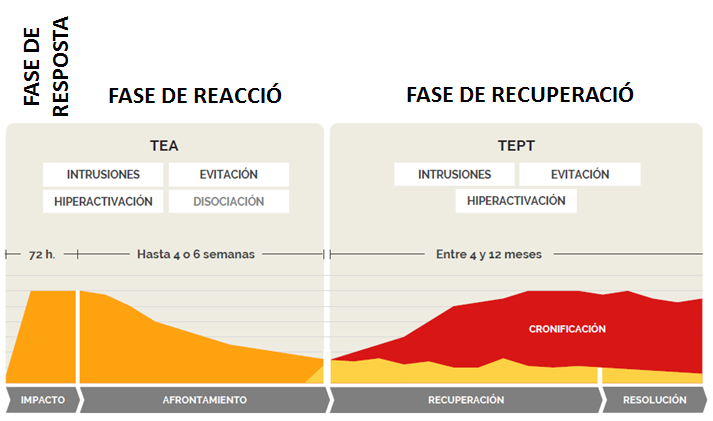 FASE DE
RESPOSTA
FASE DE REACCIÓ
FASE DE RECUPERACIÓ
TEA
INTRUSIONES
EVITACIÓN
HIPERACTIVACIÓN
DISOCIACIÓN
TEPT
INTRUSIONES
EVITACIÓN
HIPERACTIVACIÓN
72 h.
Hasta 4 o 6 semanas
Entre 4 y 12 meses
CRONIFICACIÓN
IMPACTO
AFRONTAMIENTO
RECUPERACIÓN
RESOLUCIÓN